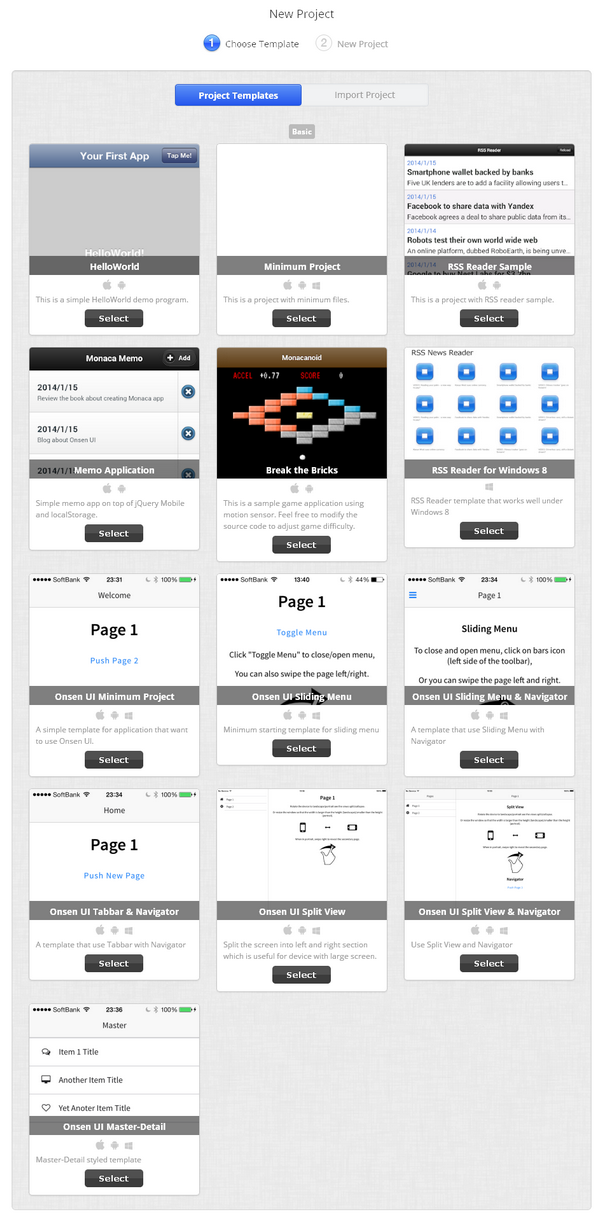 New Project
1 Choose Template 2 New Project
Project Templates Import Project
Basic
Your First App Tap Me!
HelloWorld!
HelloWorld
This is a simple HelloWorld demo program.
Select
Minimum Project
This is a project with minimum files.
Select
RSS Reader
2014/1/15
Smartphone wallet backed by banks
Five UK lenders are to add a facility allowing users t...
2014/1/15
Facebook to share data with Yandex
Facebook agrees a deal to share public data from its...
2014/1/14
Robots test their own world wide web
An online platform, dubbed RoboEarth, is being unve...
2014/1/14
RSS Reader Sample
This is a project with RSS reader sample.
Select
Monaca Memo + Add
2014/1/15
Review the book about creating Monaca app
2014/1/15
Blog about Onsen UI
2014/1/1
Memo Application
Simple memo app on top of jQuery Mobile
and localStorage.
Select
Monacanoid
ACCEL +0.77 SCORE 0
Break the Bricks
This is a sample game application using
motion sensor. Feel free to modify the
source code to adjust game difficulty.
Select
RSS News Reader
RSS Reader for Windows 8
RSS Reader template that works well under
Windows 8
Select
SoftBank 23:31 100%
Welcome
Page 1
Push Page 2
Onsen UI Minimum Project
A simple template for application that want
to use Onsen UI.
Select
SoftBank 13:40 44%
Page 1
Toggle Menu
Click "Toggle Menu" to close/open menu,
You can also swipe the page left/right.
Onsen UI Sliding Menu
Minimum starting template for sliding menu
Select
SoftBank 23:34 100%
Page 1
Sliding Menu
To close and open menu, click on bars icon
(left side of the toolbar),
Or you can swipe the page left and right.
Onsen UI Sliding Menu & Navigator
A template that use Sliding Menu with
Navigator
Select
SoftBank 23:34 100%
Home
Page 1
Push New Page
Onsen UI Tabbar & Navigator
A template that use Tabbar with Navigator
Select
Page 1
Onsen UI Split View
Split the screen into left and right section
which is useful for device with large screen.
Select
Split View
Navigator
Onsen UI Split View & Navigator
Use Split View and Navigator
Select
SoftBank 23:36 100%
Master
Item 1 Title
Another Item Title
Yet Anoter Item Title
Onsen UI Master-Detail
Master-Detail styled template
Select